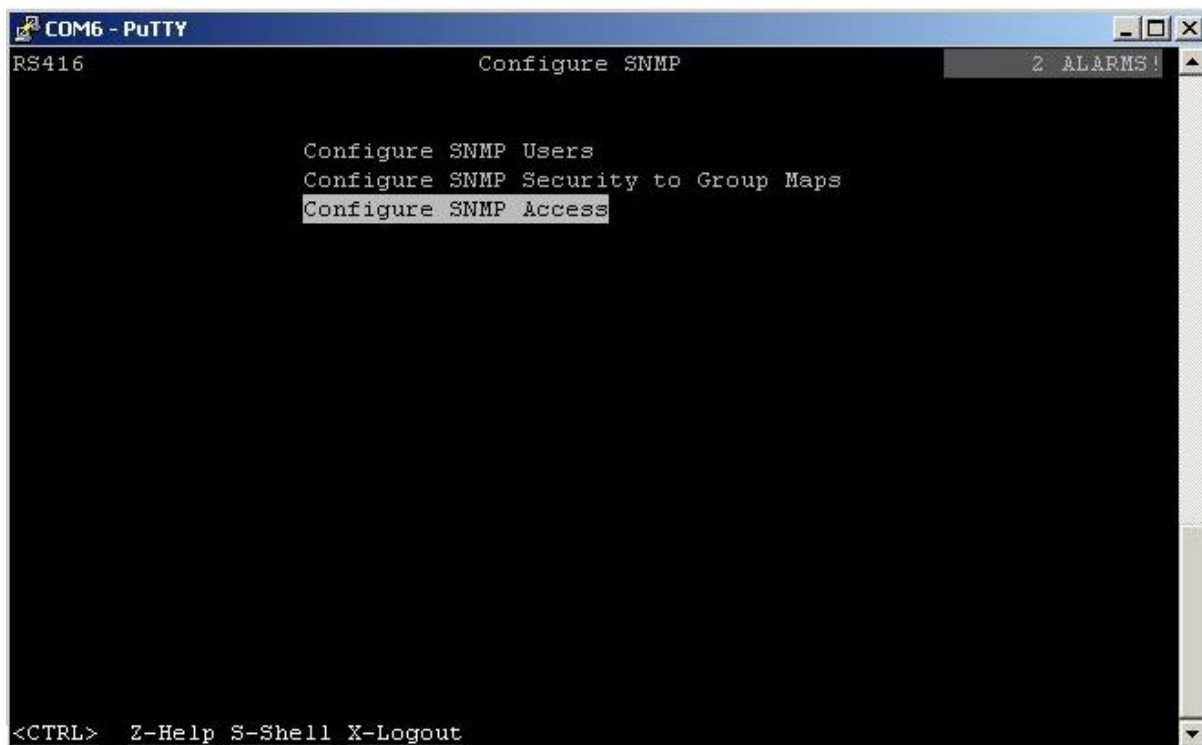 COM6 - PuTTY
RS416 Configure SNMP 2 ALARMS!
Configure SNMP Users
Configure SNMP Security to Group Maps
Configure SNMP Access
<CTRL> Z-Help S-Shell X-Logout